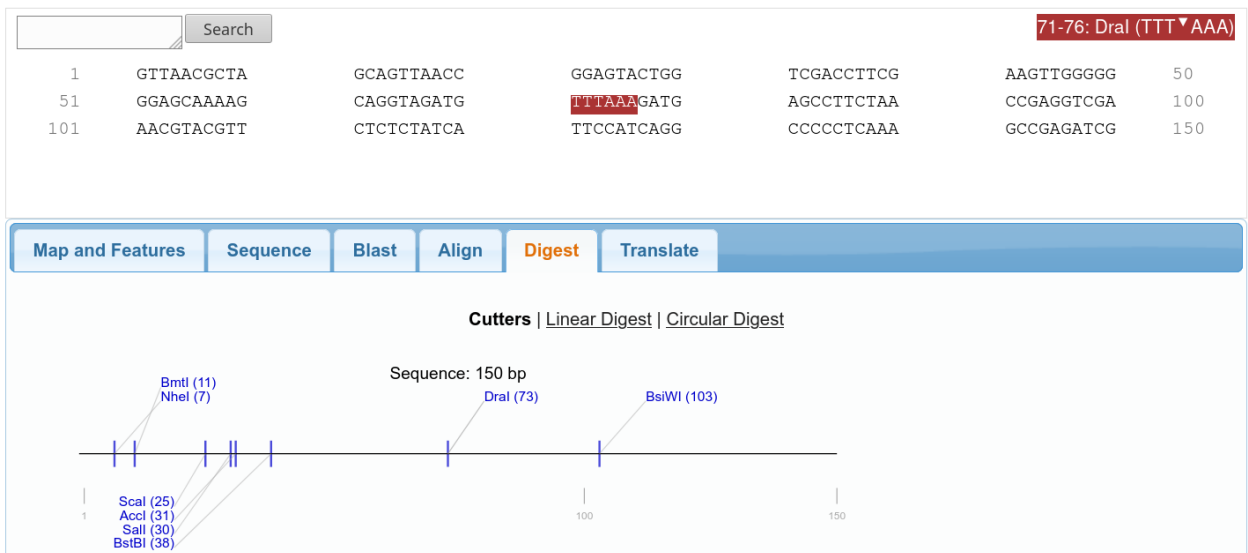 Search
71-76: DraI (TTT▼AAA)
1 GTTAACGCTA GCAGTTAACC GGAGTACTGG TCGACCTTCG AAGTTGGGGG 50
51 GGAGCAAAAG CAGGTAGATG TTTAAAGATG AGCCTTCTAA CCGAGGTCGA 100
101 AACGTACGTT CTCTCTATCA TTCCATCAGG CCCCCTCAAA GCCGAGATCG 150
Map and Features Sequence Blast Align Digest Translate
Cutters | Linear Digest | Circular Digest
Sequence: 150 bp
BmtI (11)
NheI (7) DraI (73) BsiWI (103)
ScaI (25)
AccI (31)
SalI (30)
BstBI (38)
1 100 150